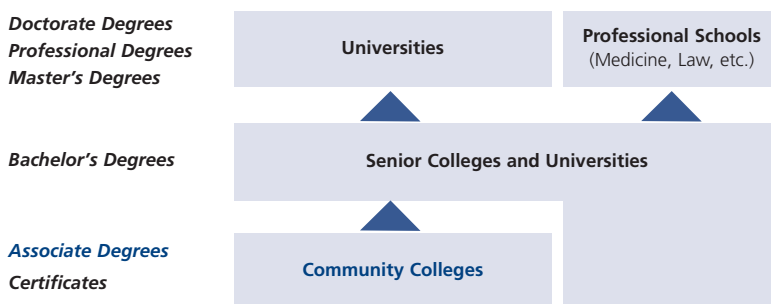 Doctorate Degrees
Professional Degrees
Master's Degrees
Universities
Professional Schools
(Medicine, Law, etc.)
Bachelor's Degrees
Senior Colleges and Universities
Associate Degrees
Certificates
Community Colleges